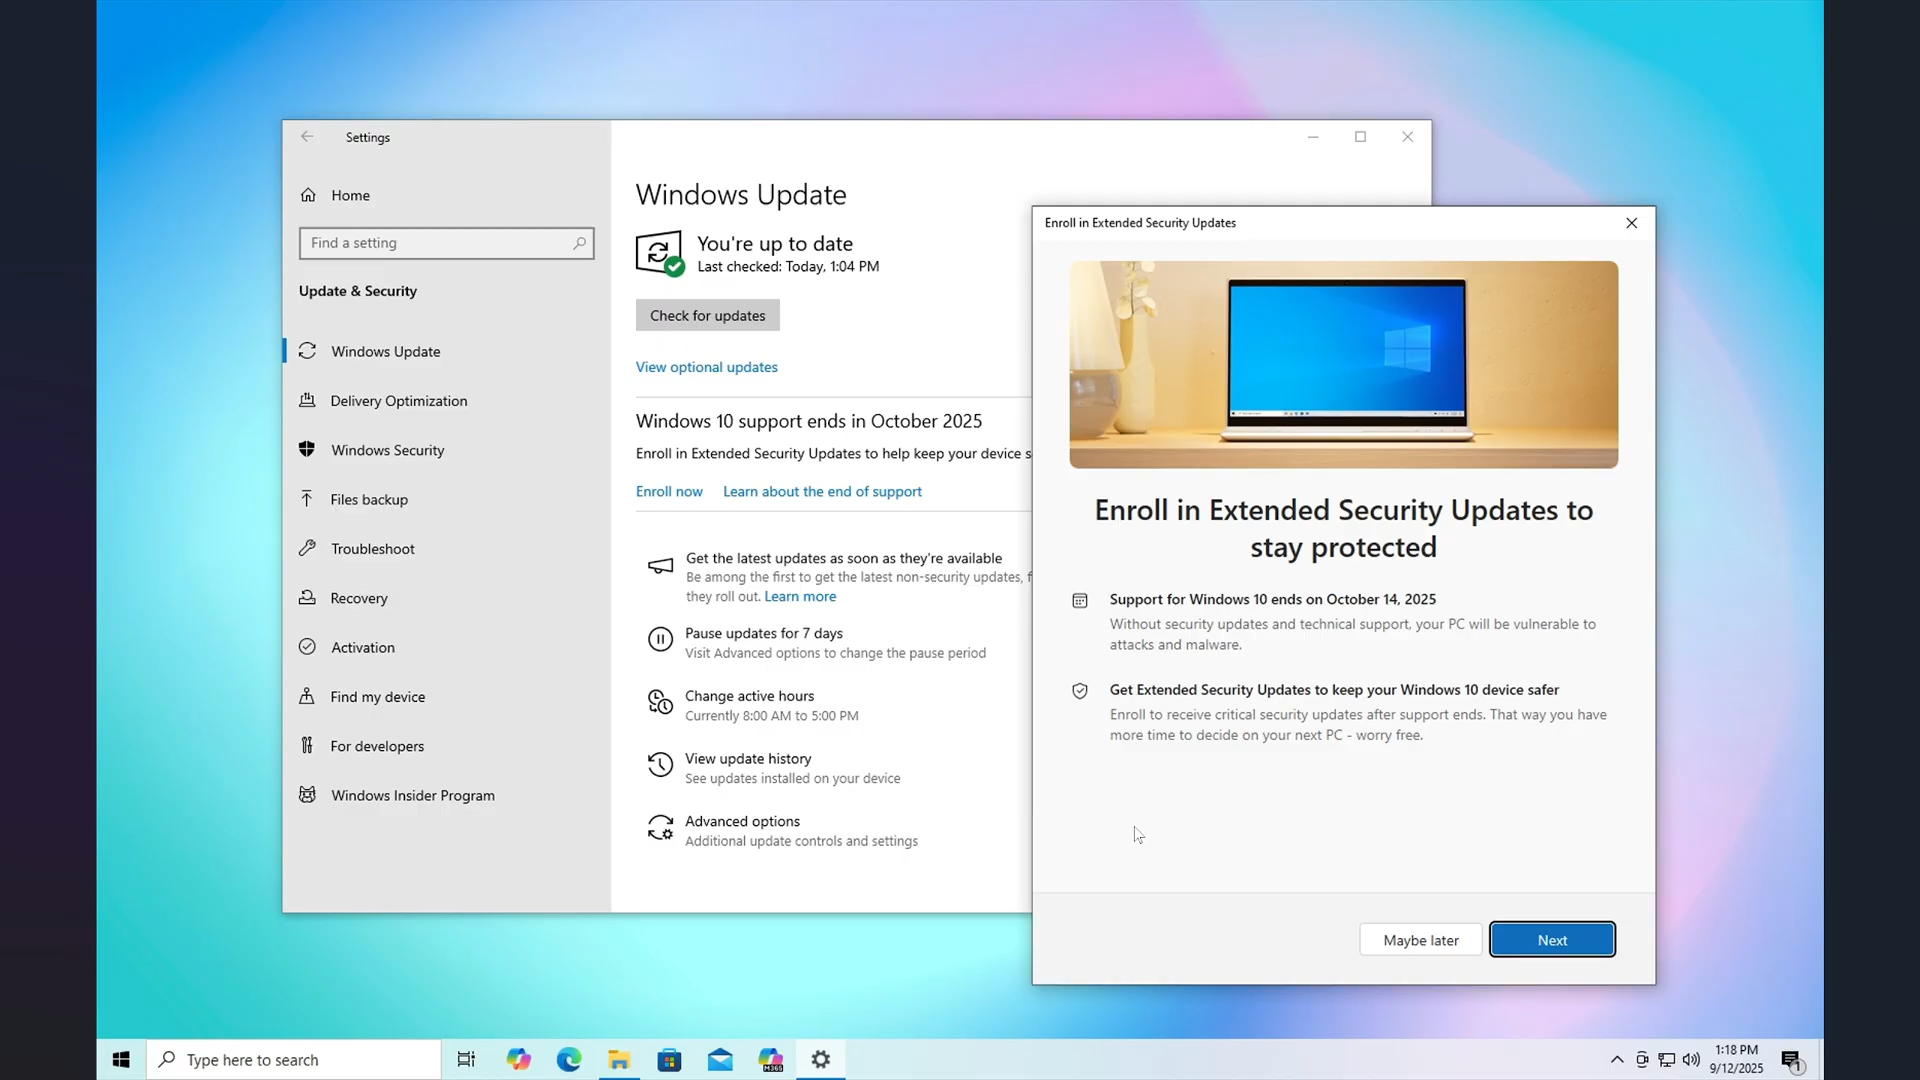 Settings
Home
Find a setting
Update & Security
Windows Update
Delivery Optimization
Windows Security
Files backup
Troubleshoot
Recovery
Activation
Find my device
For developers
Windows Insider Program
Windows Update
You're up to date
Last checked: Today, 1:04 PM
Check for updates
View optional updates
Windows 10 support ends in October 2025
Enroll in Extended Security Updates to help keep your device s
Enroll now Learn about the end of support
Get the latest updates as soon as they're available
Be among the first to get the latest non-security updates, f
they roll out. Learn more
Pause updates for 7 days
Visit Advanced options to change the pause period
Change active hours
Currently 8:00 AM to 5:00 PM
View update history
See updates installed on your device
Advanced options
Additional update controls and settings
Enroll in Extended Security Updates
Enroll in Extended Security Updates to
stay protected
Support for Windows 10 ends on October 14, 2025
Without security updates and technical support, your PC will be vulnerable to
attacks and malware.
Get Extended Security Updates to keep your Windows 10 device safer
Enroll to receive critical security updates after support ends. That way you have
more time to decide on your next PC - worry free.
Maybe later Next
Type here to search
M365
1:18 PM
9/12/2025
1